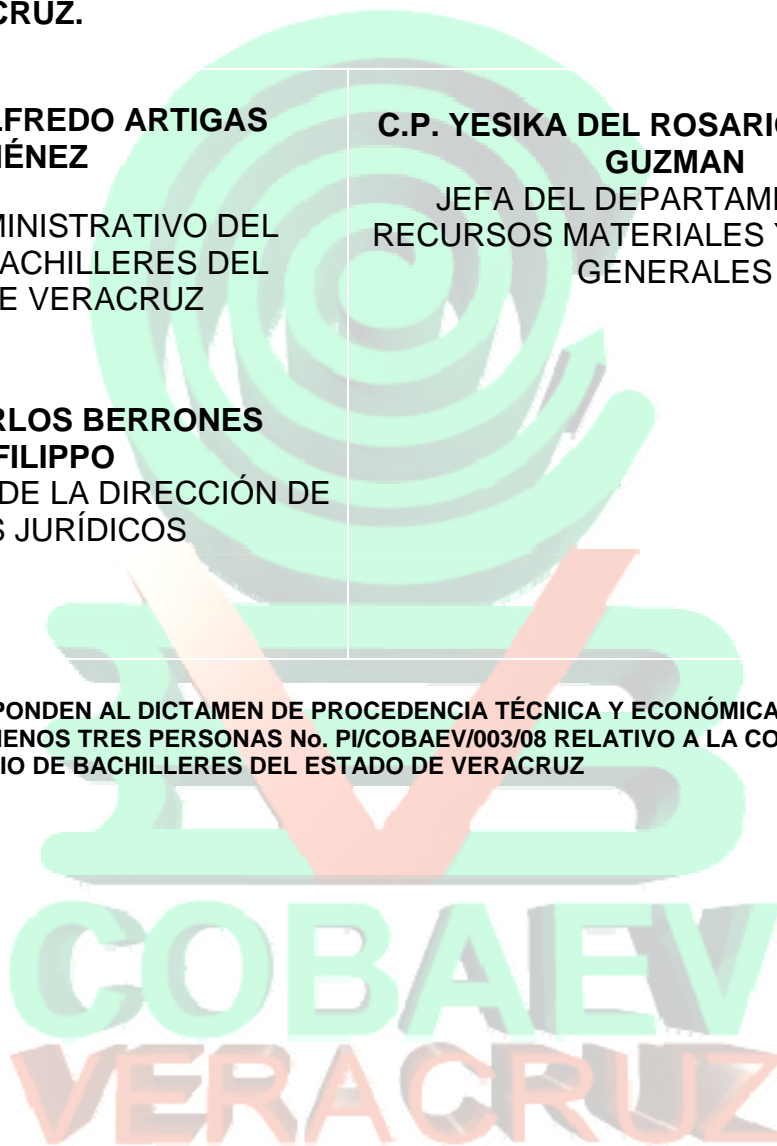 CRUZ.
LFREDO ARTIGAS
MÉNEZ
MINISTRATIVO DEL
BACHILLERES DEL
E VERACRUZ
C.P. YESIKA DEL ROSARIO
GUZMAN
JEFA DEL DEPARTAM
RECURSOS MATERIALES Y
GENERALES
RLOS BERRONES
FILIPPO
DE LA DIRECCIÓN DE
S JURÍDICOS
PONDEN AL DICTAMEN DE PROCEDENCIA TÉCNICA Y ECONÓMICA
MENOS TRES PERSONAS No. PI/COBAEV/003/08 RELATIVO A LA CO
IO DE BACHILLERES DEL ESTADO DE VERACRUZ
COBAEV
VERACRUZ